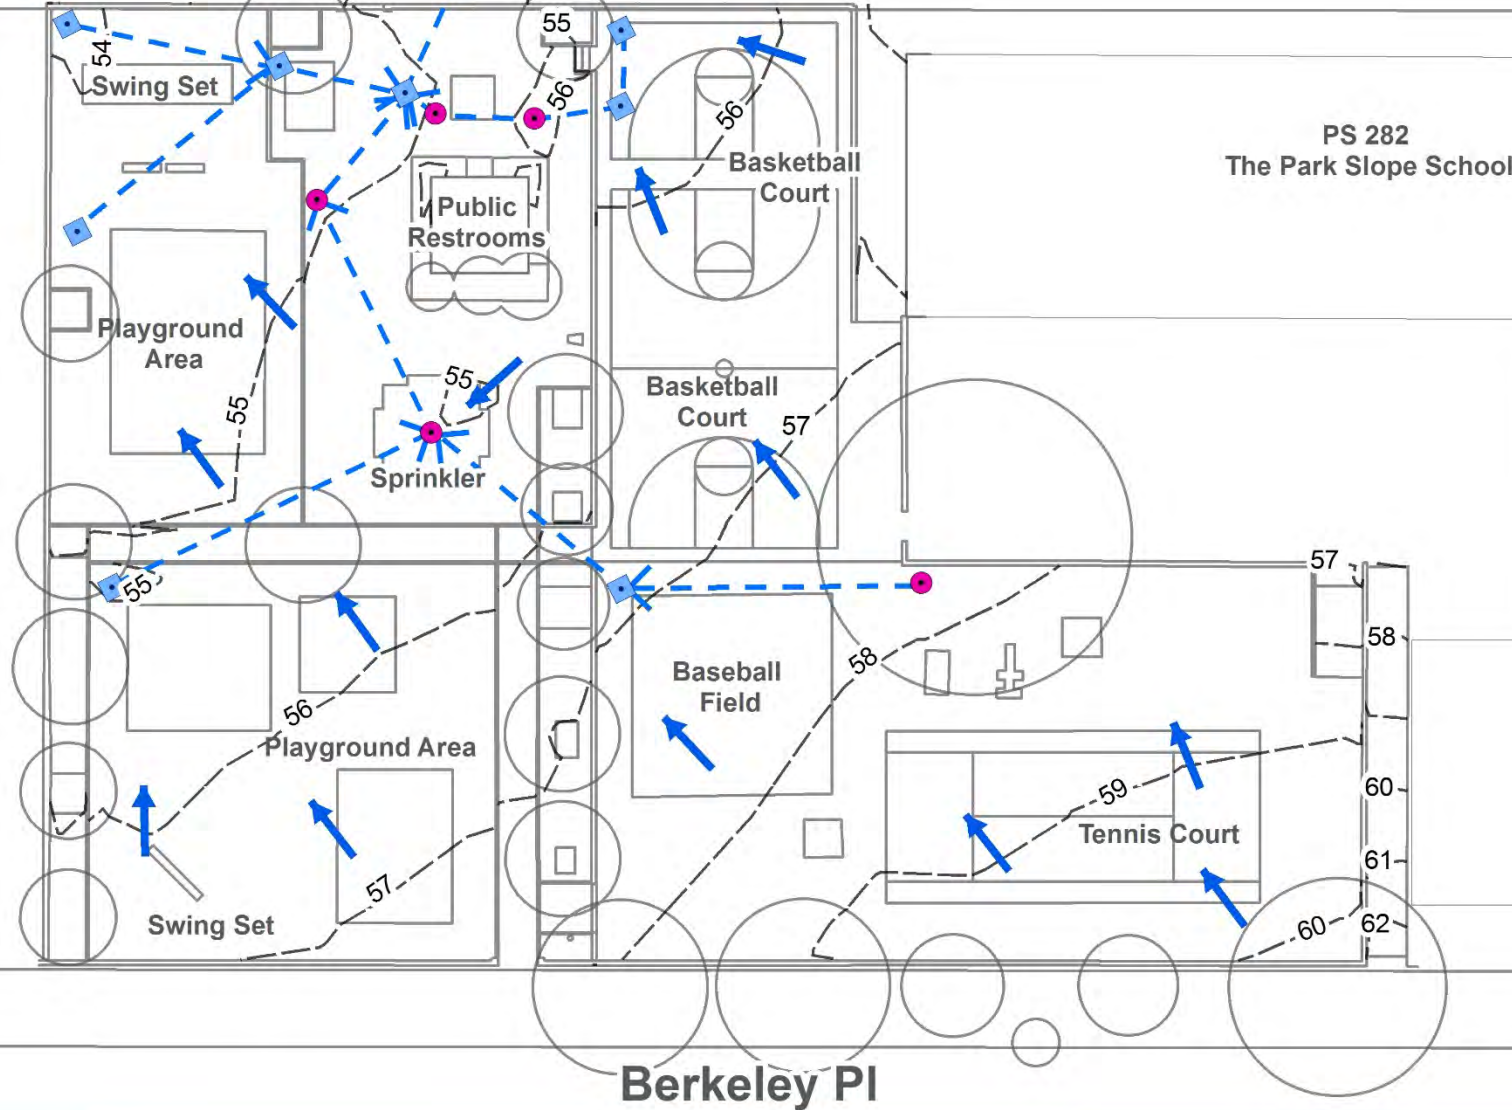 55
54
Swing Set
56
56
PS 282
The Park Slope School
Basketball
Court
Public
Restrooms
Playground
Area
55
55
Basketball
Court
57
Sprinkler
57
55
58
58
Baseball
Field
56
Playground Area
59
60
Tennis Court
61
57
Swing Set
60
62
Berkeley Pl